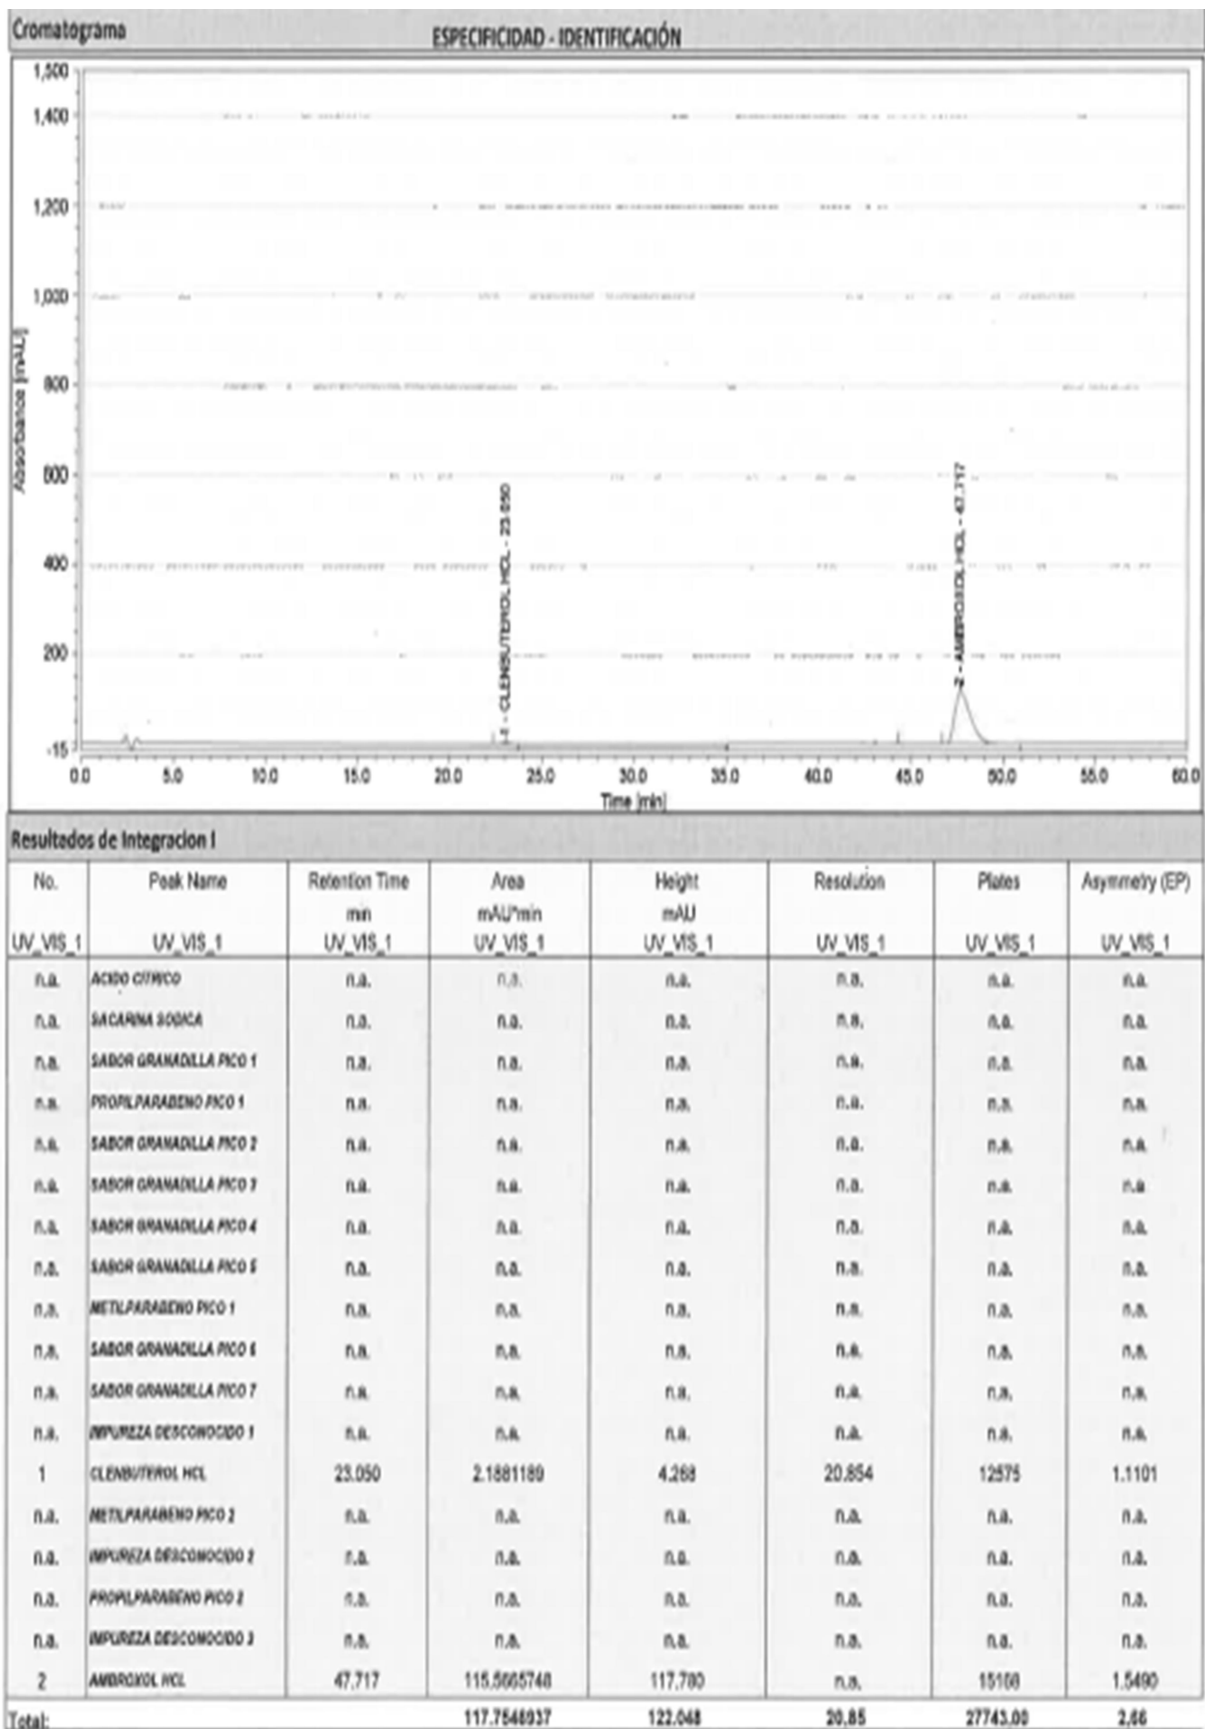 Cromatograma
ESPECIFICIDAD - IDENTIFICACIÓN
1,500
1,400
1,200
1,000
800
600
400
200
-15
Absorbance [mAU]
1 - CLENBUTEROL HCL - 23.050
2 - AMBROXOL HCL - 47.717
0.0 5.0 10.0 15.0 20.0 25.0 30.0 35.0 40.0 45.0 50.0 55.0 60.0
Time [min]
Resultados de Integracion I
No. Peak Name Retention Time Area Height Resolution Plates Asymmetry (EP)
min mAU*min mAU
UV_VIS_1 UV_VIS_1 UV_VIS_1 UV_VIS_1 UV_VIS_1 UV_VIS_1 UV_VIS_1 UV_VIS_1
n.a. ACIDO CITRICO n.a. n.a. n.a. n.a. n.a. n.a.
n.a. SACARINA SODICA n.a. n.a. n.a. n.a. n.a. n.a.
n.a. SABOR GRANADILLA PICO 1 n.a. n.a. n.a. n.a. n.a. n.a.
n.a. PROPILPARABENO PICO 1 n.a. n.a. n.a. n.a. n.a. n.a.
n.a. SABOR GRANADILLA PICO 2 n.a. n.a. n.a. n.a. n.a. n.a.
n.a. SABOR GRANADILLA PICO 3 n.a. n.a. n.a. n.a. n.a. n.a
n.a. SABOR GRANADILLA PICO 4 n.a. n.a. n.a. n.a. n.a. n.a.
n.a. SABOR GRANADILLA PICO 5 n.a. n.a. n.a. n.a. n.a. n.a.
n.a. METILPARABENO PICO 1 n.a. n.a. n.a. n.a. n.a. n.a.
n.a. SABOR GRANADILLA PICO 6 n.a. n.a. n.a. n.a. n.a. n.a.
n.a. SABOR GRANADILLA PICO 7 n.a. n.a. n.a. n.a. n.a. n.a.
n.a. IMPUREZA DESCONOCIDO 1 n.a. n.a. n.a. n.a. n.a. n.a.
1 CLENBUTEROL HCL 23.050 2.1881189 4.268 20.854 12575 1.1101
n.a. METILPARABENO PICO 2 n.a. n.a. n.a. n.a. n.a. n.a.
n.a. IMPUREZA DESCONOCIDO 2 n.a. n.a. n.a. n.a. n.a. n.a.
n.a. PROPILPARABENO PICO 2 n.a. n.a. n.a. n.a. n.a. n.a.
n.a. IMPUREZA DESCONOCIDO 3 n.a. n.a. n.a. n.a. n.a. n.a.
2 AMBROXOL HCL 47.717 115.5665748 117.780 n.a. 15168 1.5490
Total: 117.7546937 122.048 20.85 27743.00 2.66